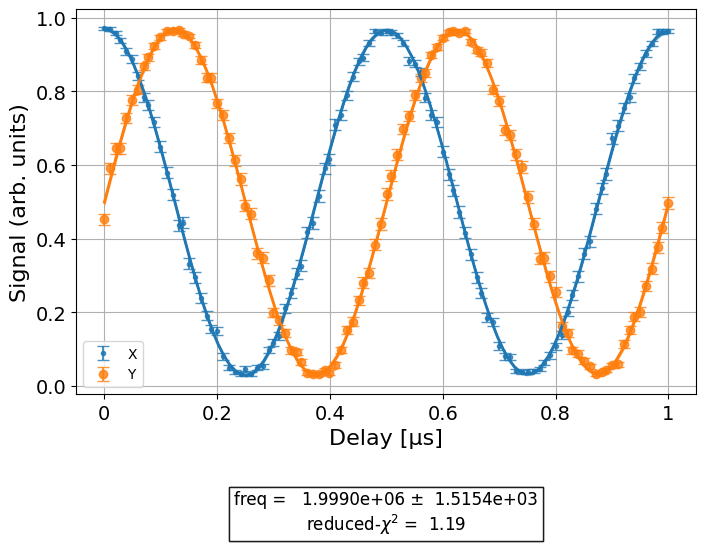 1.0
0.8
0.6
0.4
0.2
0.0
Signal (arb. units)
X
Y
0 0.2 0.4 0.6 0.8 1
Delay [µs]
freq = 1.9990e+06 ± 1.5154e+03
reduced-χ² = 1.19